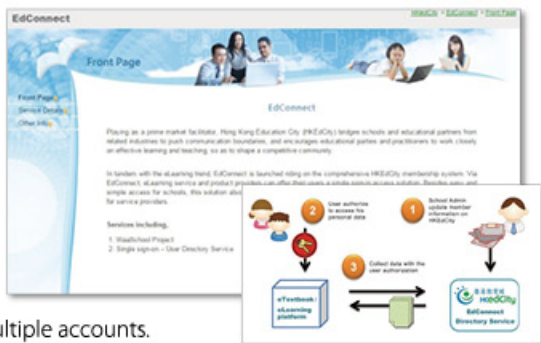 EdConnect
HKedCity > EdConnect > Front Page
Front Page
Front Page
Service Details
Other Info
EdConnect
Playing as a prime market facilitator, Hong Kong Education City (HKEdCity) bridges schools and educational partners from
related industries to push communication boundaries, and encourages educational parties and practitioners to work closely
on effective learning and teaching, so as to shape a competitive community.
In tandem with the eLearning trend, EdConnect is launched riding on the comprehensive HKEdCity membership system. Via
EdConnect, eLearning service and product providers can offer their users a single sign-on access solution. Besides easy and
simple access for schools, this solution also
for service providers.
Services including,
1.
2. Single sign-on - User Directory Service
2
User authorize
to access his
personal data
1
School Admin
update member
information on
HKEdCity
3
Collect data with the
user authorization
eTextbook/
eLearning
platform
香港教育城
HKedCity
EdConnect
Directory Service
ultiple accounts.